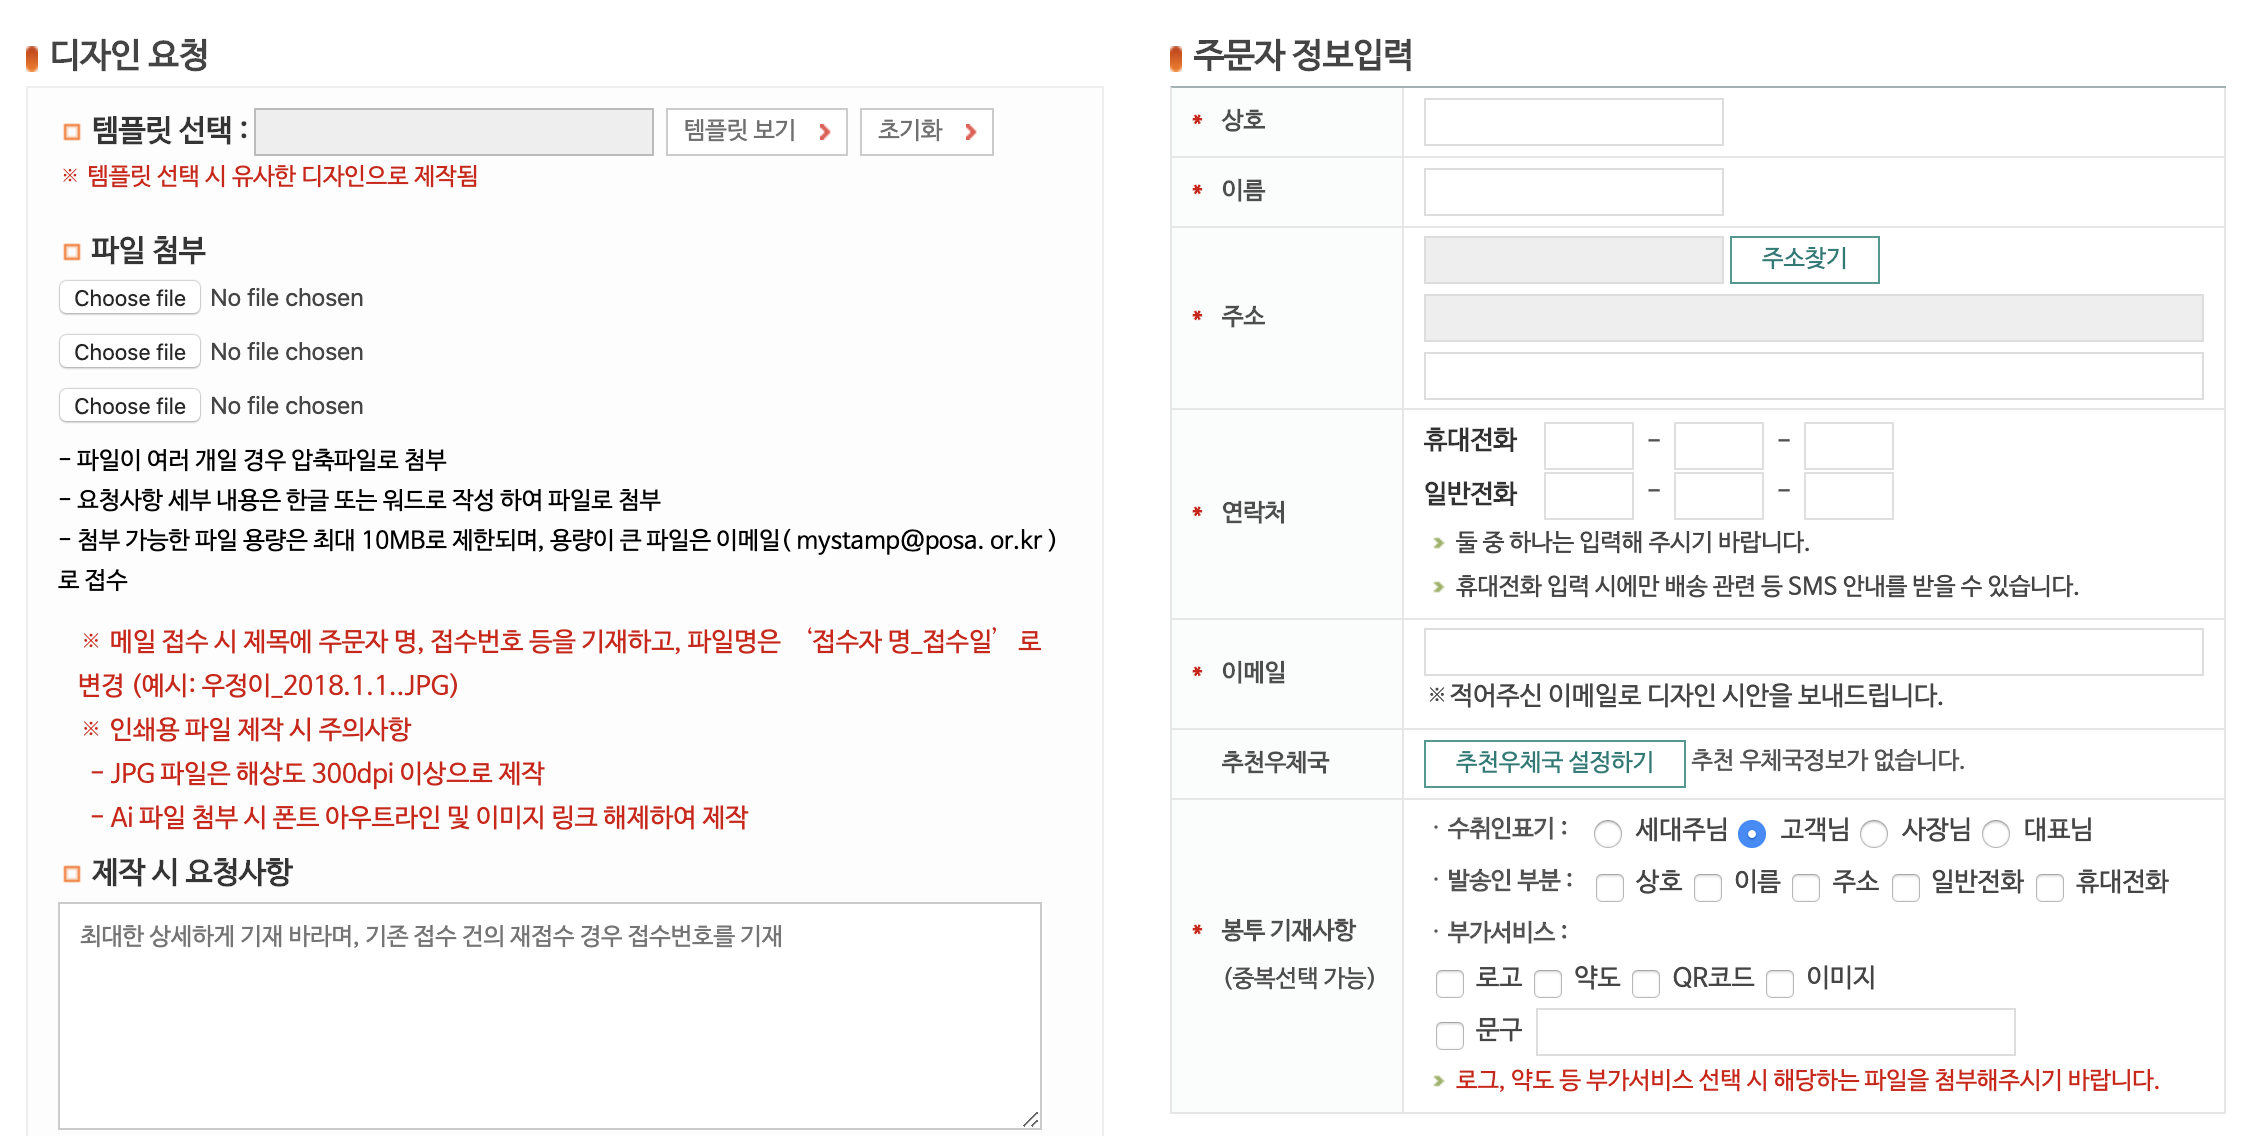 디자인 요청
템플릿 선택 :
템플릿 보기
초기화
※ 템플릿 선택 시 유사한 디자인으로 제작됨
파일 첨부
Choose file No file chosen
Choose file No file chosen
Choose file No file chosen
- 파일이 여러 개일 경우 압축파일로 첨부
- 요청사항 세부 내용은 한글 또는 워드로 작성 하여 파일로 첨부
- 첨부 가능한 파일 용량은 최대 10MB로 제한되며, 용량이 큰 파일은 이메일( mystamp@posa. or.kr )
로 접수
※ 메일 접수 시 제목에 주문자 명, 접수번호 등을 기재하고, 파일명은 ‘접수자 명_접수일’ 로
변경 (예시: 우정이_2018.1.1..JPG)
※ 인쇄용 파일 제작 시 주의사항
- JPG 파일은 해상도 300dpi 이상으로 제작
- Ai 파일 첨부 시 폰트 아우트라인 및 이미지 링크 해제하여 제작
제작 시 요청사항
최대한 상세하게 기재 바라며, 기존 접수 건의 재접수 경우 접수번호를 기재
주문자 정보입력
* 상호
* 이름
* 주소
주소찾기
* 연락처
휴대전화 - -
일반전화 - -
둘 중 하나는 입력해 주시기 바랍니다.
휴대전화 입력 시에만 배송 관련 등 SMS 안내를 받을 수 있습니다.
* 이메일
※ 적어주신 이메일로 디자인 시안을 보내드립니다.
추천우체국
추천우체국 설정하기 추천 우체국정보가 없습니다.
* 봉투 기재사항
(중복선택 가능)
· 수취인표기 : 세대주님 고객님 사장님 대표님
· 발송인 부분 : 상호 이름 주소 일반전화 휴대전화
· 부가서비스 :
로고 약도 QR코드 이미지
문구
로그, 약도 등 부가서비스 선택 시 해당하는 파일을 첨부해주시기 바랍니다.